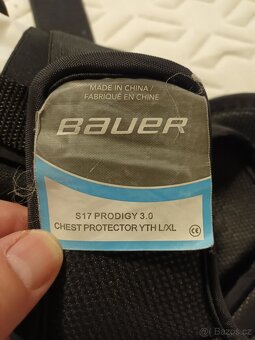 MADE IN CHINA /
FABRIQUÉ EN CHINE
BAUER
S17 PRODIGY 3.0
CHEST PROTECTOR YTH L/XL
CE
Bazos.cz